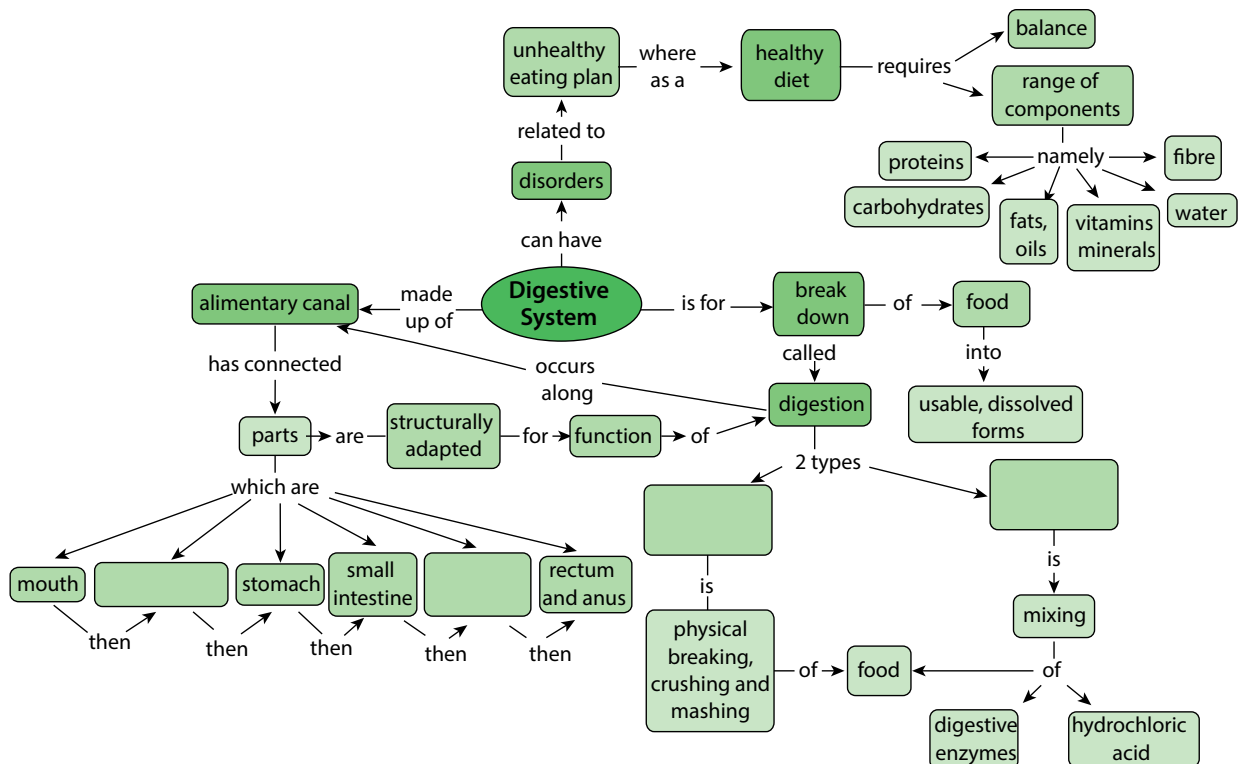 unhealthy
eating plan
where
as a
healthy
diet
requires
balance
range of
components
namely
proteins
carbohydrates
fats,
oils
vitamins
minerals
water
fibre
related to
disorders
can have
Digestive
System
made
up of
alimentary canal
is for
break
down
of
food
into
usable, dissolved
forms
called
digestion
occurs
along
has connected
parts
are
structurally
adapted
for
function
of
2 types
which are
mouth
stomach
small
intestine
rectum
and anus
then
then
then
then
then
is
physical
breaking,
crushing and
mashing
of
food
is
mixing
of
digestive
enzymes
hydrochloric
acid